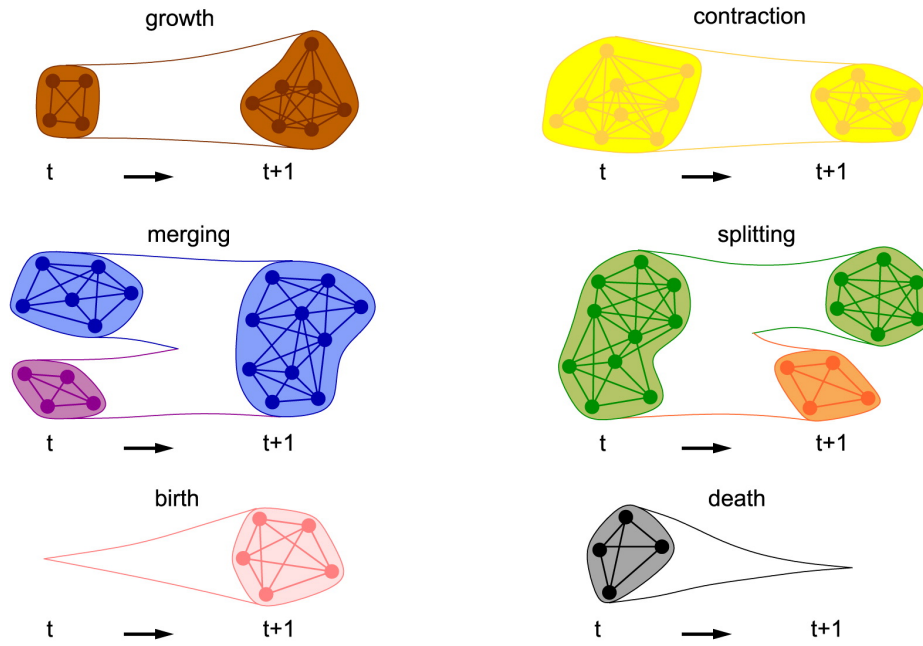 growth
contraction
t t+1
t t+1
merging
splitting
t t+1
t t+1
birth
death
t t+1
t t+1